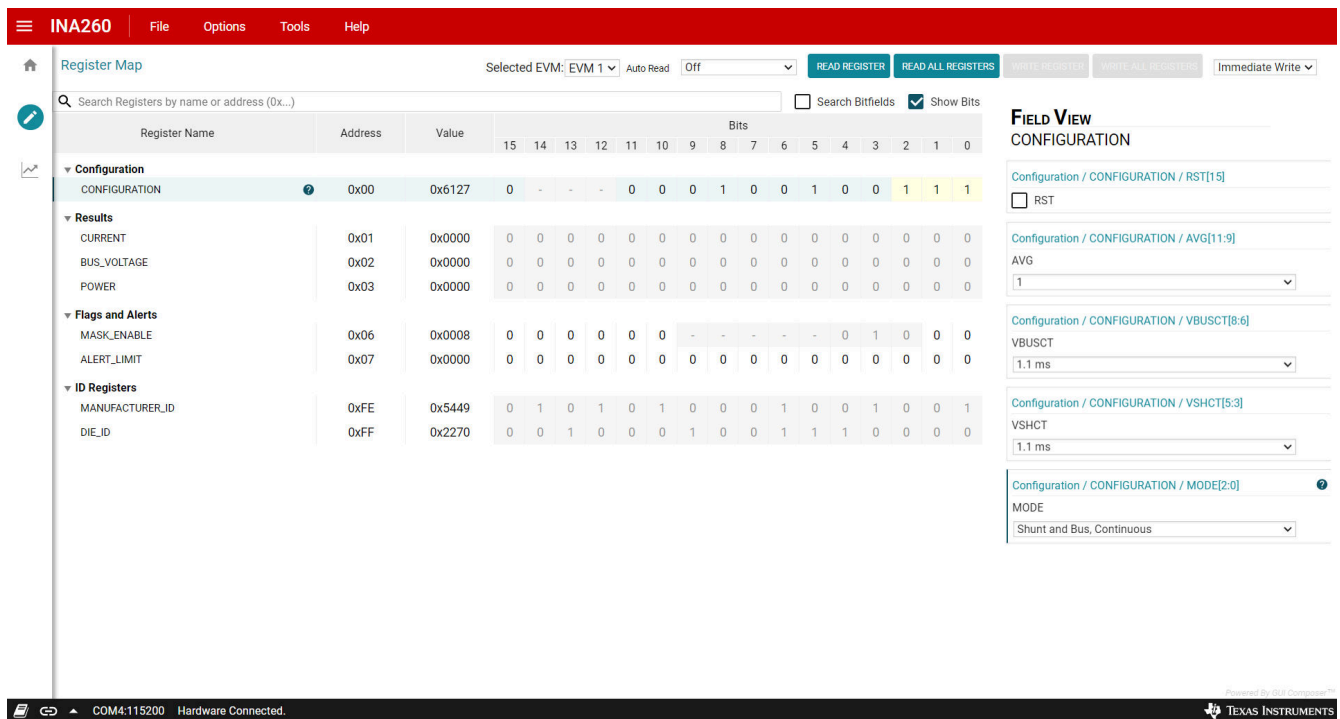 INA260 File Options Tools Help
Register Map Selected EVM: EVM 1 Auto Read Off READ REGISTER READ ALL REGISTERS WRITE REGISTER WRITE ALL REGISTERS Immediate Write
Search Registers by name or address (0x...) Search Bitfields Show Bits
Register Name Address Value Bits
15 14 13 12 11 10 9 8 7 6 5 4 3 2 1 0
Configuration
CONFIGURATION ? 0x00 0x6127 0 - - - 0 0 0 1 0 0 1 0 0 1 1 1
Results
CURRENT 0x01 0x0000 0 0 0 0 0 0 0 0 0 0 0 0 0 0 0 0
BUS_VOLTAGE 0x02 0x0000 0 0 0 0 0 0 0 0 0 0 0 0 0 0 0 0
POWER 0x03 0x0000 0 0 0 0 0 0 0 0 0 0 0 0 0 0 0 0
Flags and Alerts
MASK_ENABLE 0x06 0x0008 0 0 0 0 0 0 - - - - - 0 1 0 0 0
ALERT_LIMIT 0x07 0x0000 0 0 0 0 0 0 0 0 0 0 0 0 0 0 0 0
ID Registers
MANUFACTURER_ID 0xFE 0x5449 0 1 0 1 0 1 0 0 0 1 0 0 1 0 0 1
DIE_ID 0xFF 0x2270 0 0 1 0 0 0 1 0 0 1 1 1 0 0 0 0
FIELD VIEW
CONFIGURATION
Configuration / CONFIGURATION / RST[15]
RST
Configuration / CONFIGURATION / AVG[11:9]
AVG
1
Configuration / CONFIGURATION / VBUSCT[8:6]
VBUSCT
1.1 ms
Configuration / CONFIGURATION / VSHCT[5:3]
VSHCT
1.1 ms
Configuration / CONFIGURATION / MODE[2:0] ?
MODE
Shunt and Bus, Continuous
Powered By GUI Composer™
COM4:115200 Hardware Connected. TEXAS INSTRUMENTS